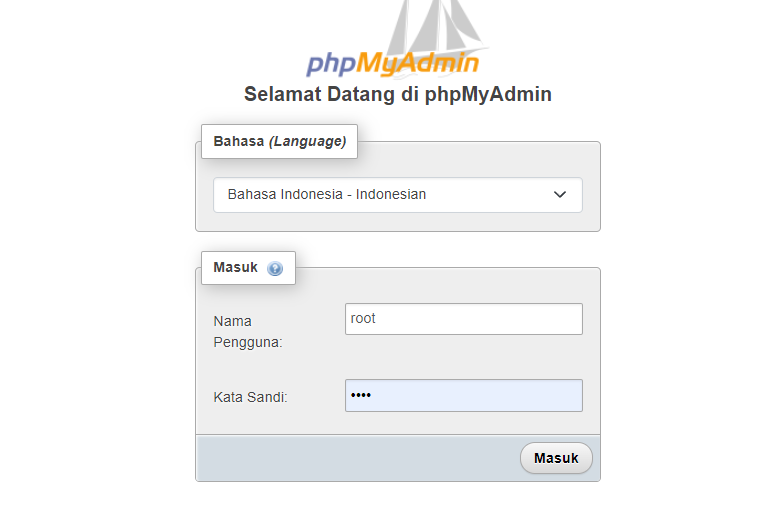 phpMyAdmin
Selamat Datang di phpMyAdmin
Bahasa (Language)
Bahasa Indonesia - Indonesian
Masuk
Nama
Pengguna:
root
Kata Sandi:
••••
Masuk